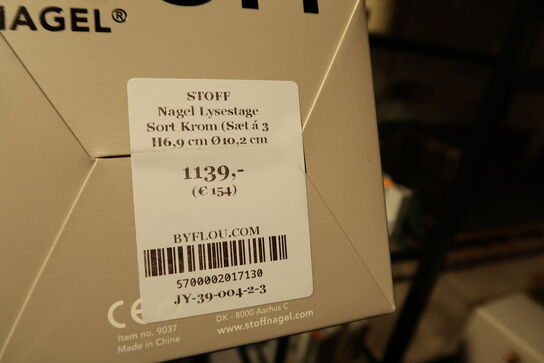 NAGEL®
STOFF
Nagel Lysestage
Sort Krom (Sæt á 3
H6,9 cm Ø10,2 cm
1139,-
(€ 154)
BYFLOU.COM
5700002017130
JY-39-004-2-3
CE
Item no. 9037
Made in China
DK - 8000 Aarhus C
www.stoffnagel.com